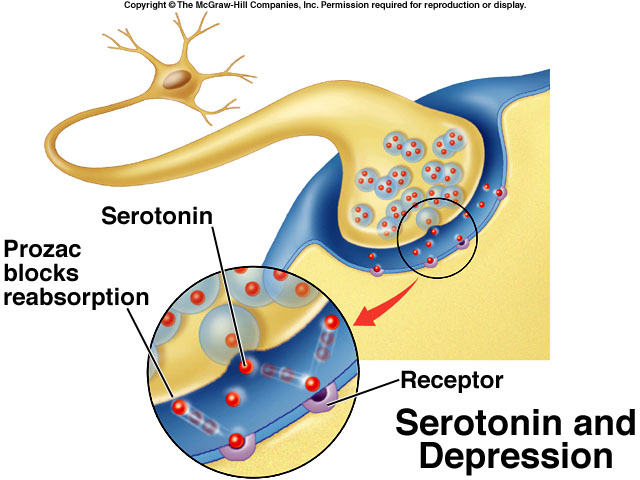 Copyright © The McGraw-Hill Companies, Inc. Permission required for reproduction or display.
Serotonin
Prozac
blocks
reabsorption
Receptor
Serotonin and
Depression